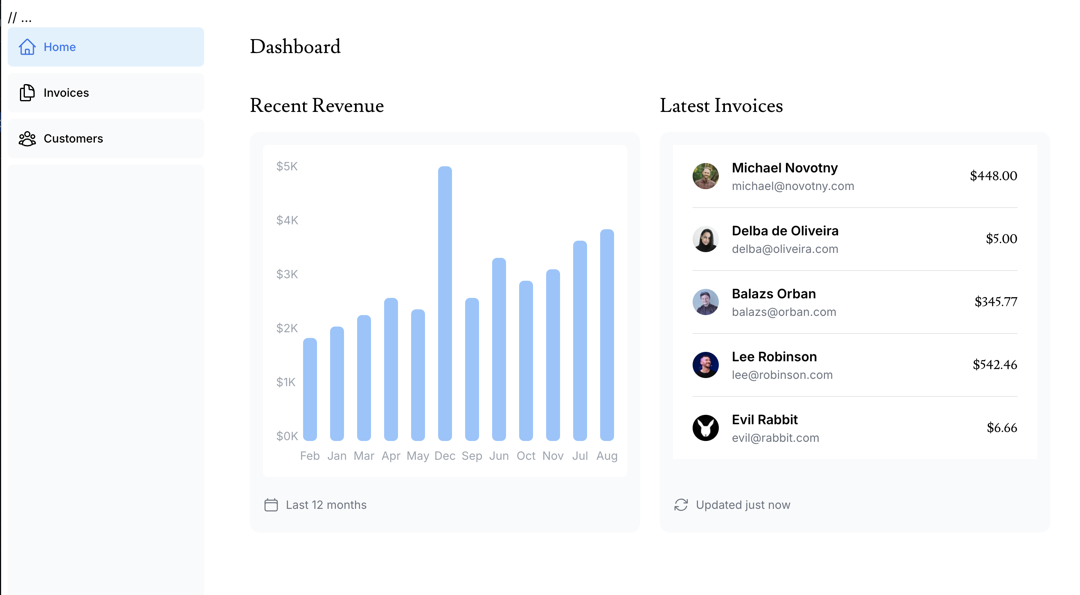 // ...
Home
Invoices
Customers
Dashboard
Recent Revenue
$5K
$4K
$3K
$2K
$1K
$0K
Feb Jan Mar Apr May Dec Sep Jun Oct Nov Jul Aug
Last 12 months
Latest Invoices
Michael Novotny
michael@novotny.com
$448.00
Delba de Oliveira
delba@oliveira.com
$5.00
Balazs Orban
balazs@orban.com
$345.77
Lee Robinson
lee@robinson.com
$542.46
Evil Rabbit
evil@rabbit.com
$6.66
Updated just now